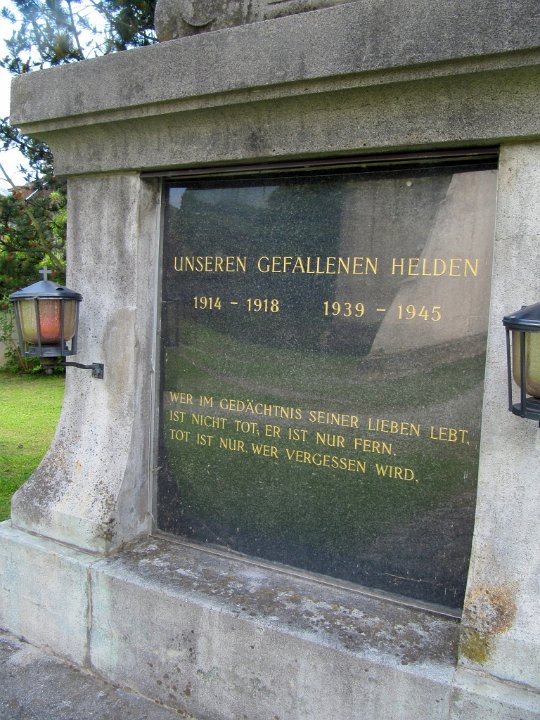 UNSEREN GEFALLENEN HELDEN
1914 - 1918 1939 - 1945
WER IM GEDÄCHTNIS SEINER LIEBEN LEBT,
IST NICHT TOT, ER IST NUR FERN.
TOT IST NUR, WER VERGESSEN WIRD.